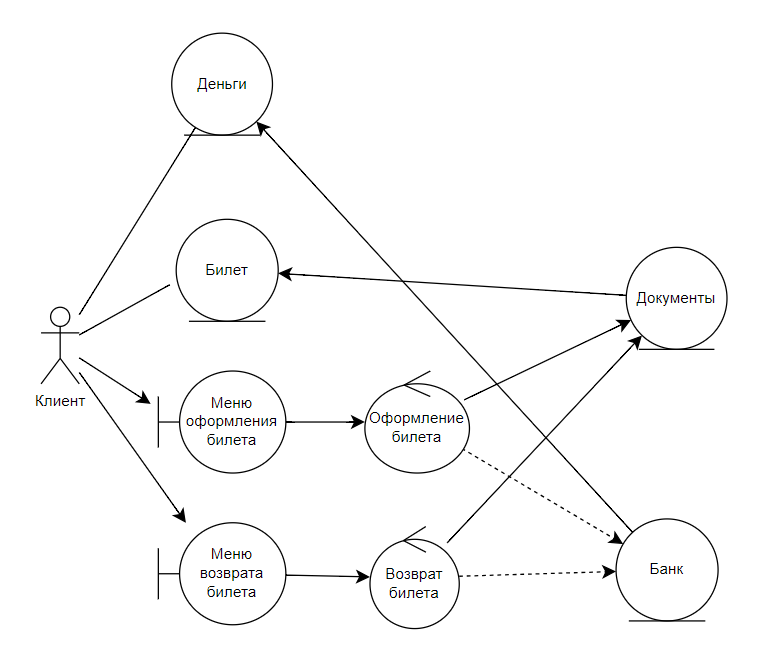 Деньги
Билет
Документы
Клиент
Меню
оформления
билета
Оформление
билета
Меню
возврата
билета
Возврат
билета
Банк